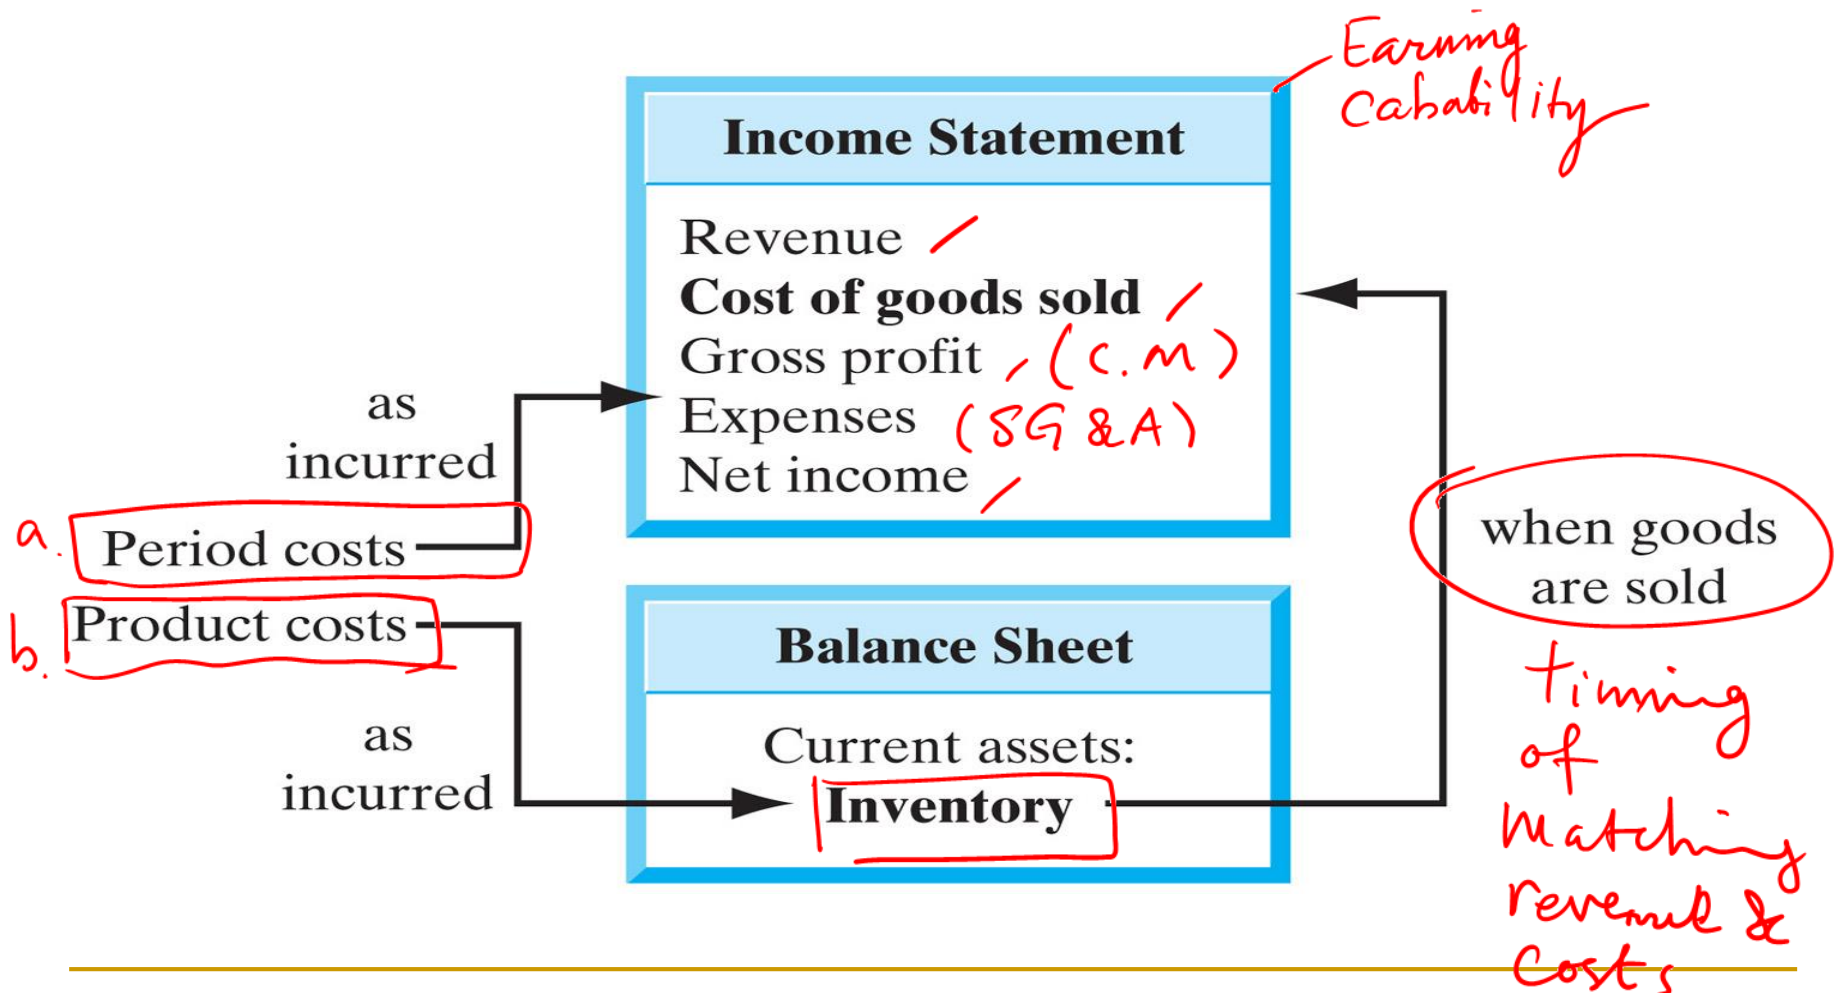 Earning
Cabability
Income Statement
Revenue
Cost of goods sold
Gross profit (C.M)
Expenses (SG &A)
Net income
as
incurred
a. Period costs
b. Product costs
as
incurred
Balance Sheet
Current assets:
Inventory
when goods
are sold
timing
of
Matching
revenue &
Costs